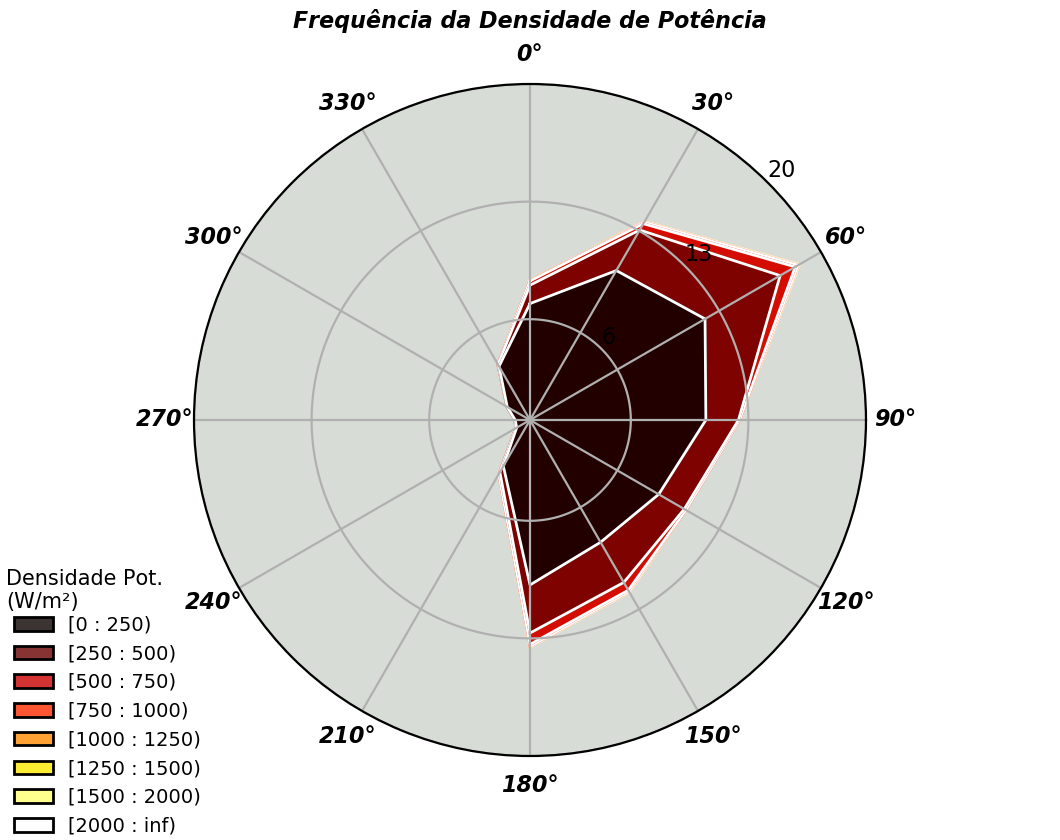 Frequência da Densidade de Potência
0°
330°
30°
20
300°
60°
13
6
270°
90°
240°
120°
210°
150°
180°
Densidade Pot.
(W/m²)
[0 : 250)
[250 : 500)
[500 : 750)
[750 : 1000)
[1000 : 1250)
[1250 : 1500)
[1500 : 2000)
[2000 : inf)